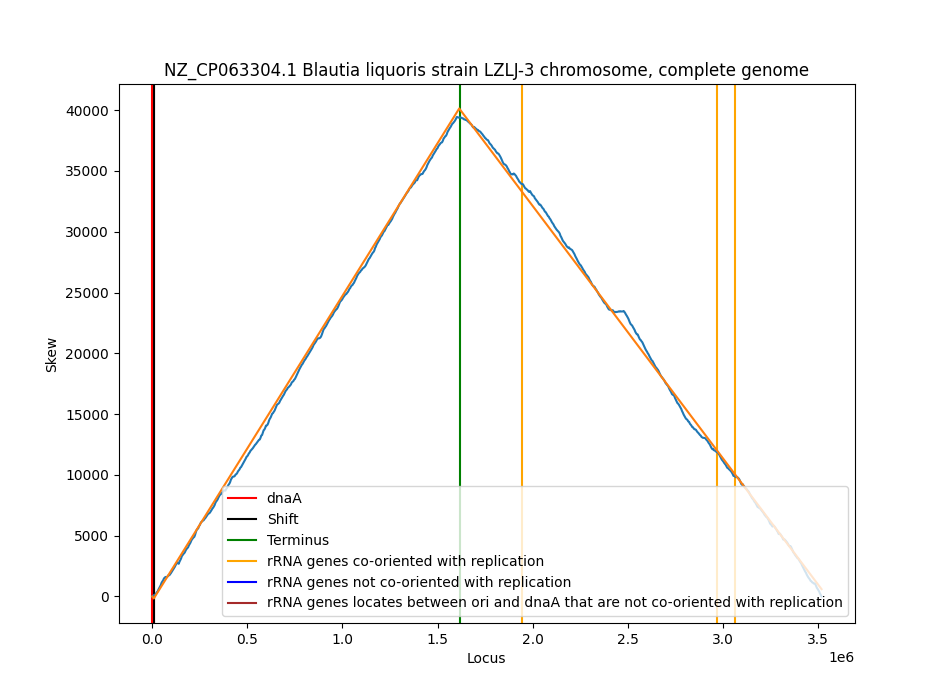 NZ_CP063304.1 Blautia liquoris strain LZLJ-3 chromosome, complete genome
40000
35000
30000
25000
20000
15000
10000
5000
0
Skew
dnaA
Shift
Terminus
rRNA genes co-oriented with replication
rRNA genes not co-oriented with replication
rRNA genes locates between ori and dnaA that are not co-oriented with replication
0.0 0.5 1.0 1.5 2.0 2.5 3.0 3.5
Locus
1e6